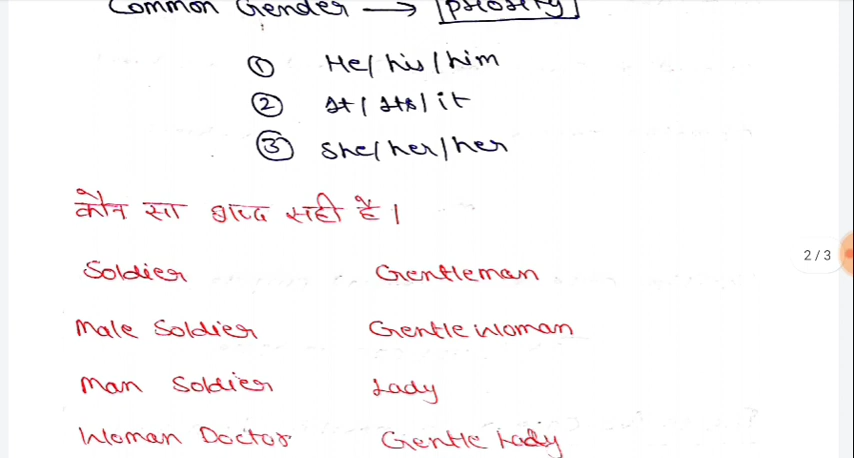 Common Gender → [priority]
① He/his/him
② It/Its/it
③ She/her/her
कौन सा शब्द सही है।
Soldier Gentleman
Male Soldier Gentle Woman
Man Soldier Lady
Woman Doctor Gentle Lady
2/3